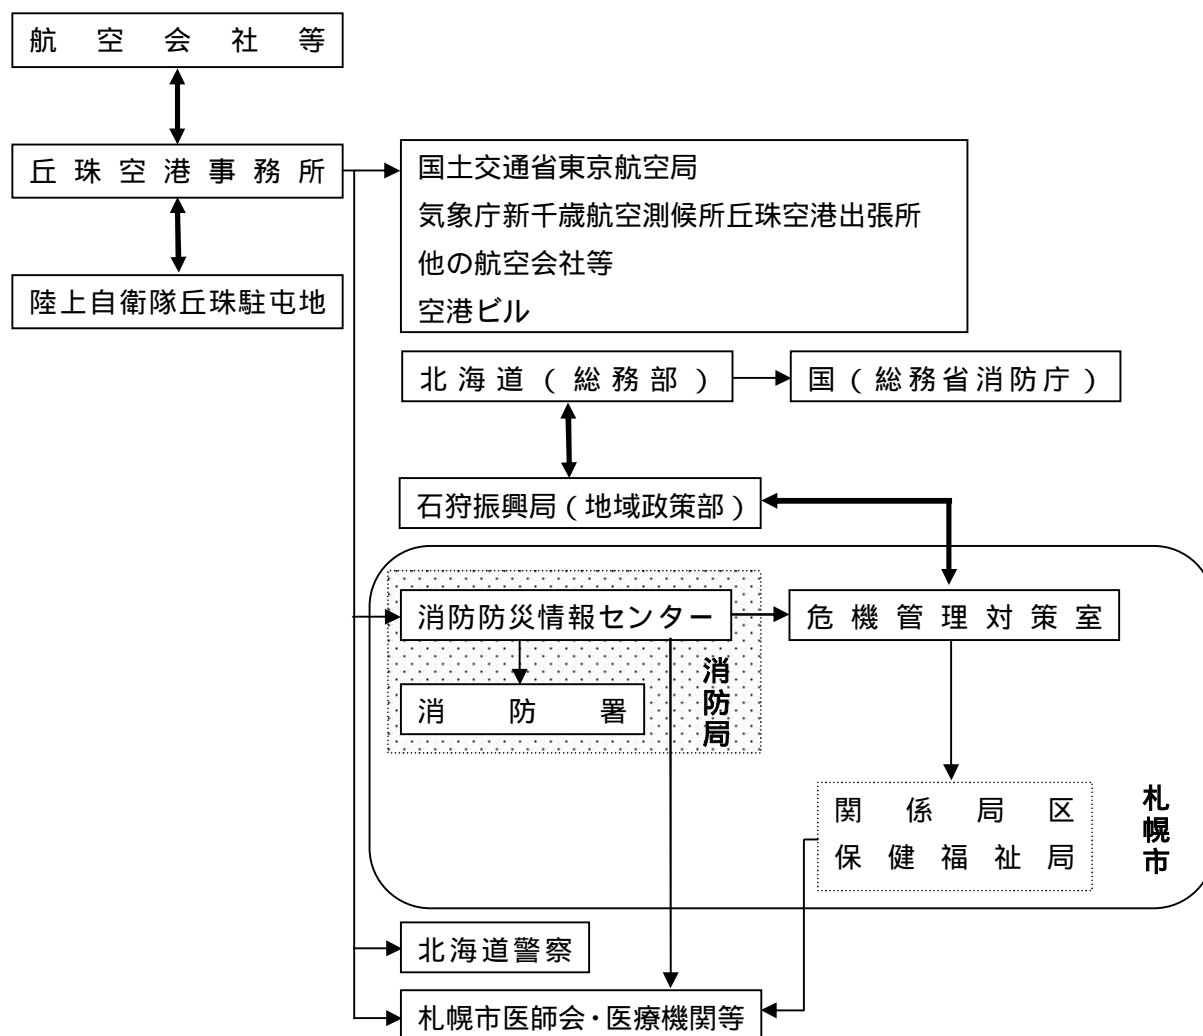 航空会社等
丘珠空港事務所
陸上自衛隊丘珠駐屯地
国土交通省東京航空局
気象庁新千歳航空測候所丘珠空港出張所
他の航空会社等
空港ビル
北海道（総務部）
国（総務省消防庁）
石狩振興局（地域政策部）
消防防災情報センター
危機管理対策室
消防署
消防局
関係局区
保健福祉局
札幌市
北海道警察
札幌市医師会・医療機関等